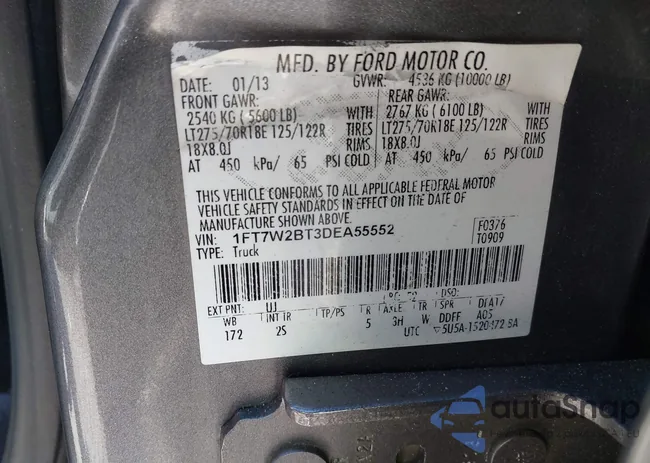 MFD. BY FORD MOTOR CO.
DATE: 01/13 GVWR: 4536 KG (10000 LB)
FRONT GAWR: REAR GAWR:
2540 KG ( 5600 LB) WITH 2767 KG ( 6100 LB) WITH
LT275/70R18E 125/122R TIRES LT275/70R18E 125/122R TIRES
18X8.0J RIMS 18X8.0J RIMS
AT 450 kPa/ 65 PSI COLD AT 450 kPa/ 65 PSI COLD
THIS VEHICLE CONFORMS TO ALL APPLICABLE FEDERAL MOTOR
VEHICLE SAFETY STANDARDS IN EFFECT ON THE DATE OF
MANUFACTURE SHOWN ABOVE.
VIN: 1FT7W2BT3DEA55552 F0376
TYPE: Truck T0909
DSO:
EXT PNT: UJ
WB INT TR TP/PS R AXLE TR SPR
172 2S 5 3H W DDFF A05
UTC
autoSnap